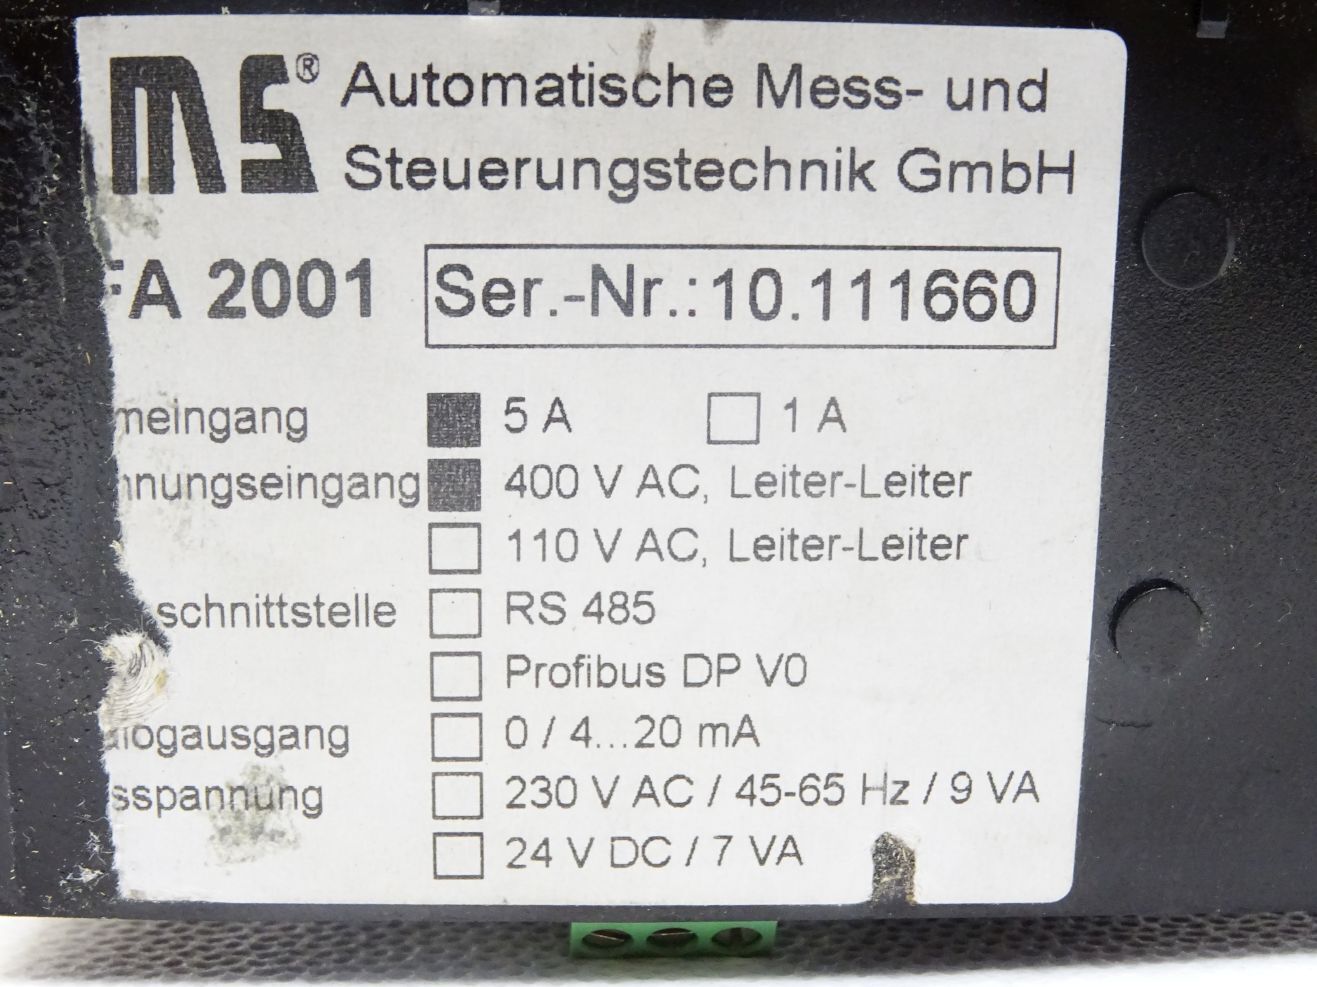 MS® Automatische Mess- und
Steuerungstechnik GmbH
FA 2001 Ser.-Nr.:10.111660
meingang 5 A 1 A
nnungseingang 400 V AC, Leiter-Leiter
110 V AC, Leiter-Leiter
schnittstelle RS 485
Profibus DP V0
logausgang 0 / 4...20 mA
sspannung 230 V AC / 45-65 Hz / 9 VA
24 V DC / 7 VA